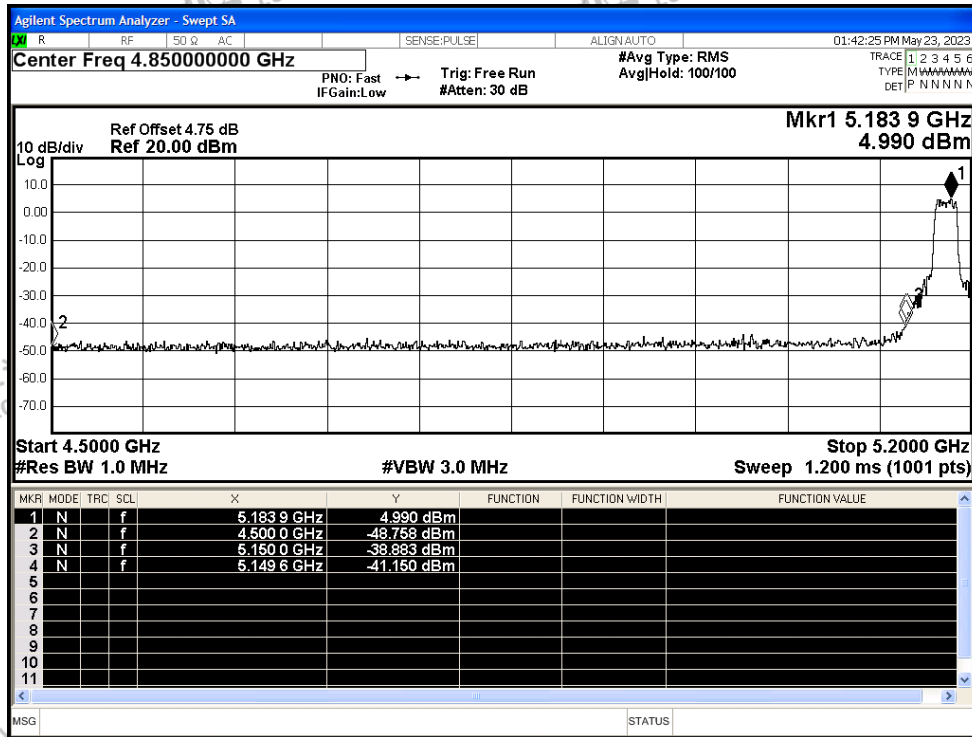 Agilent Spectrum Analyzer - Swept SA
LXI R RF 50 Ω AC SENSE:PULSE ALIGN AUTO 01:42:25 PM May 23, 2023
Center Freq 4.850000000 GHz
PNO: Fast Trig: Free Run #Avg Type: RMS TRACE 1 2 3 4 5 6
IFGain:Low #Atten: 30 dB Avg|Hold: 100/100 TYPE M WWWWW
DET P N N N N N
Mkr1 5.183 9 GHz
4.990 dBm
Ref Offset 4.75 dB
10 dB/div Ref 20.00 dBm
Log
1
10.0
0.00
-10.0
-20.0
-30.0
-40.0
2
-50.0
-60.0
-70.0
Start 4.5000 GHz Stop 5.2000 GHz
#Res BW 1.0 MHz #VBW 3.0 MHz Sweep 1.200 ms (1001 pts)
MKR MODE TRC SCL X Y FUNCTION FUNCTION WIDTH FUNCTION VALUE
1 N f 5.183 9 GHz 4.990 dBm
2 N f 4.500 0 GHz -48.758 dBm
3 N f 5.150 0 GHz -38.883 dBm
4 N f 5.149 6 GHz -41.150 dBm
5
6
7
8
9
10
11
MSG STATUS